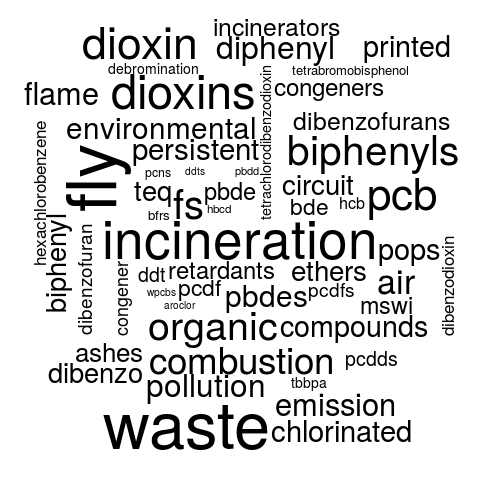 incinerators
dioxin diphenyl printed
debromination tetrabromobisphenol
flame dioxins congeners
tetrachlorodibenzodioxin
environmental dibenzofurans
hexachlorobenzene
fly persistent biphenyls
pcns ddts pbdd
teq fs pbde circuit pcb
bfrs hbcd bde hcb
biphenyl dibenzofuran incineration pops dibenzodioxin
congener ddt retardants ethers air
wpcbs pcdf pbdes pcdfs mswi
aroclor
organic compounds
ashes combustion pcdds
dibenzo pollution tbbpa
waste emission
chlorinated